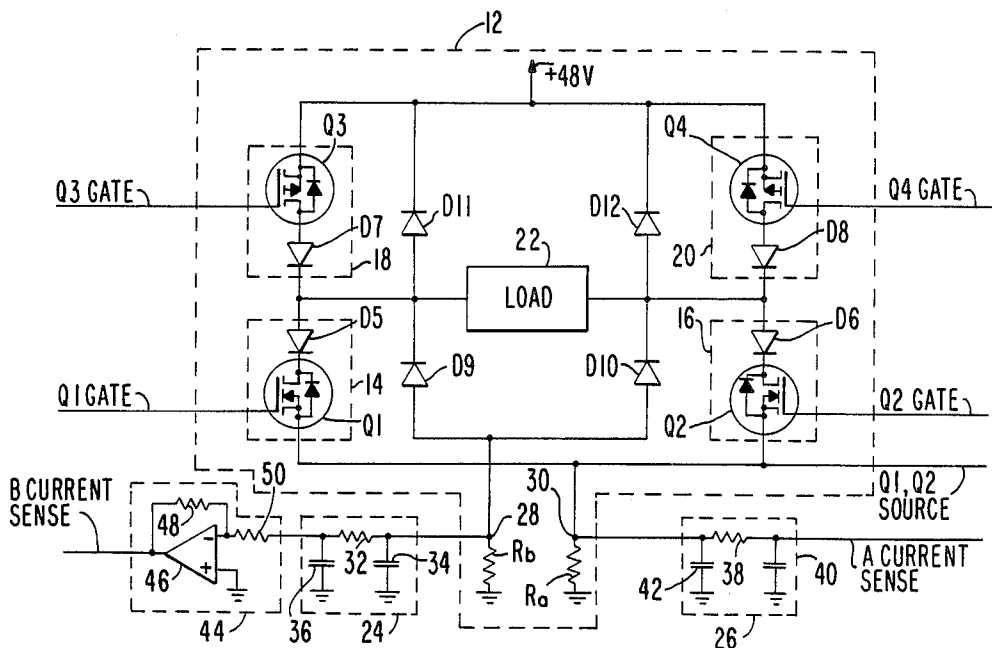 12
+48V
Q3
Q4
Q3 GATE
Q4 GATE
D11
D12
D7
22
D8
18
20
LOAD
D5
16
D6
D9
D10
14
Q1 GATE
Q2 GATE
Q1
Q2
50
30
Q1, Q2
SOURCE
B CURRENT
SENSE
48
28
46
32
34
Rb
42
38
40
A CURRENT
SENSE
Ra
44
36
24
26